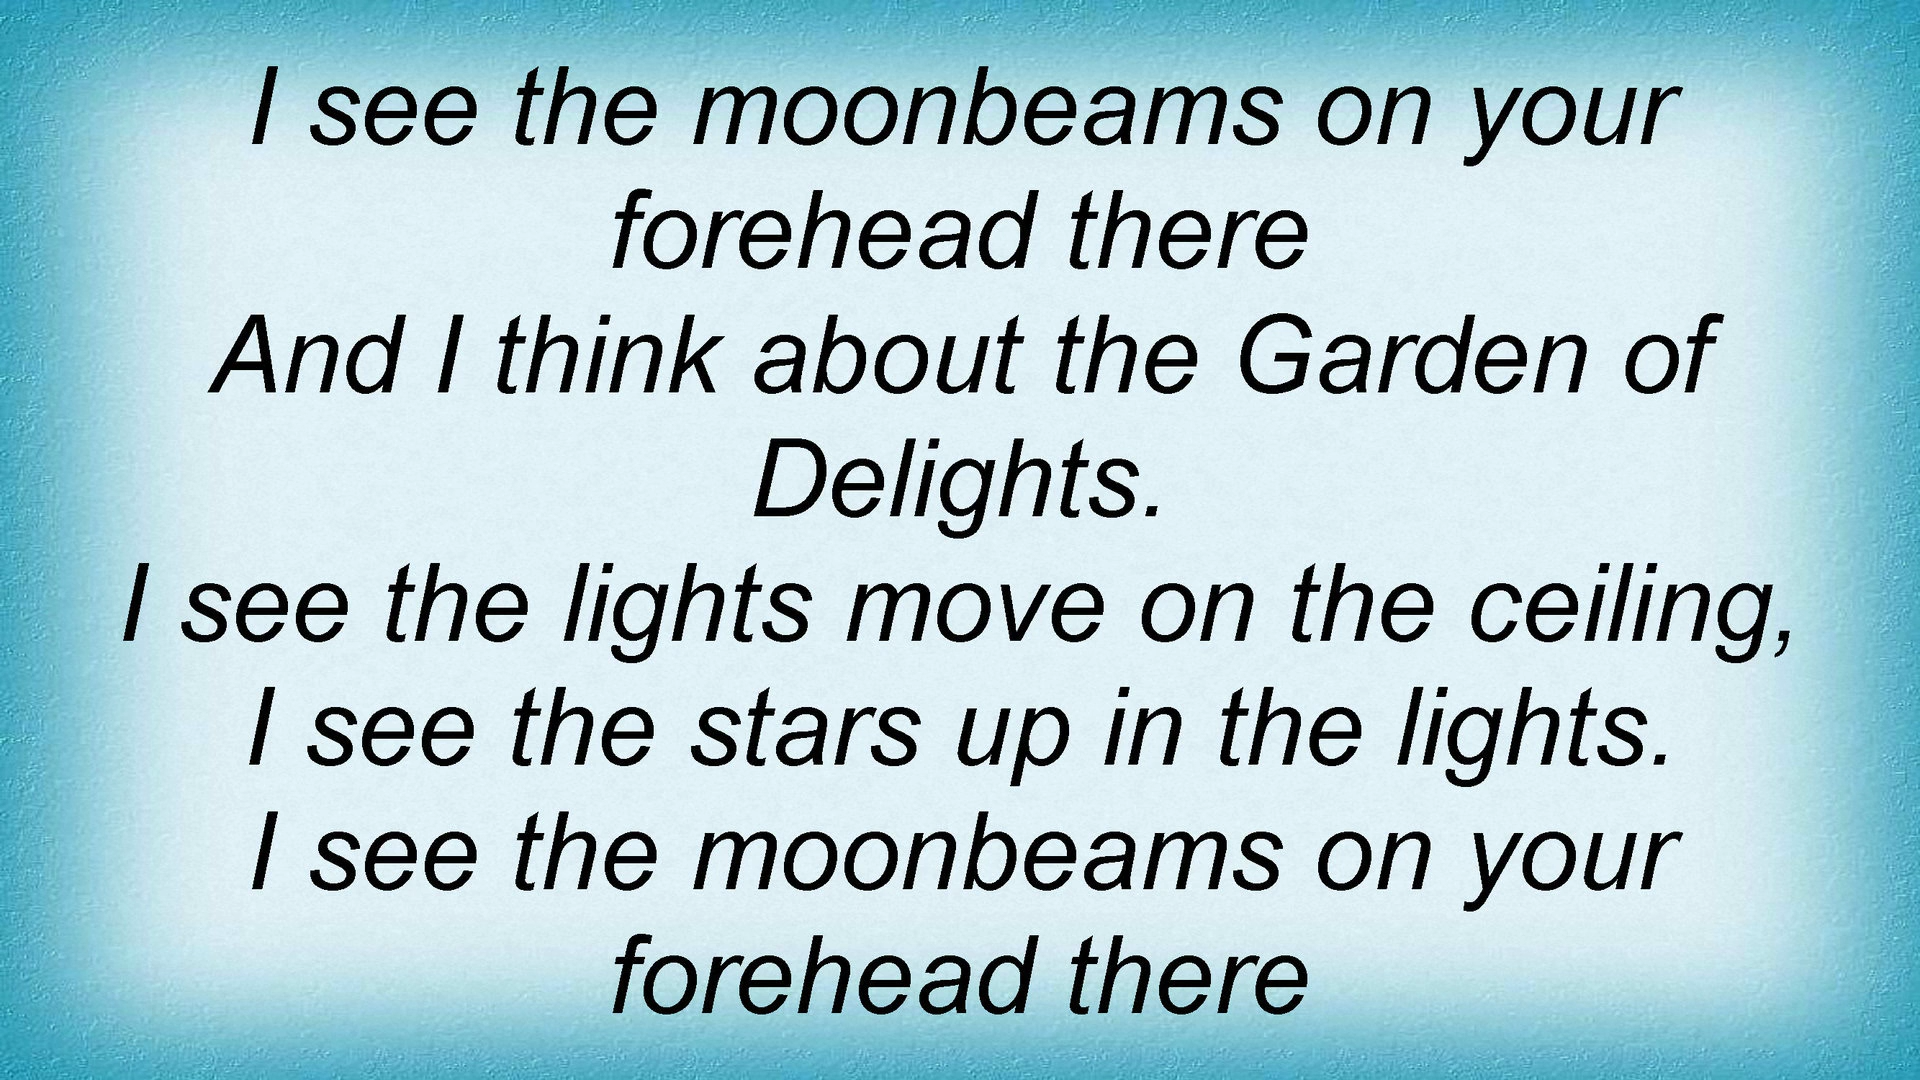 I see the moonbeams on your
forehead there
And I think about the Garden of
Delights.
I see the lights move on the ceiling,
I see the stars up in the lights.
I see the moonbeams on your
forehead there